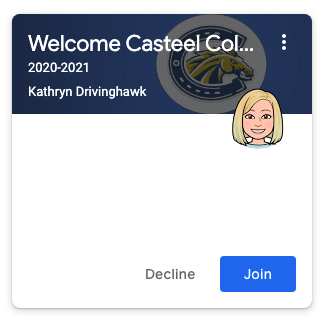 Welcome Casteel Col...
2020-2021
Kathryn Drivinghawk
Decline
Join